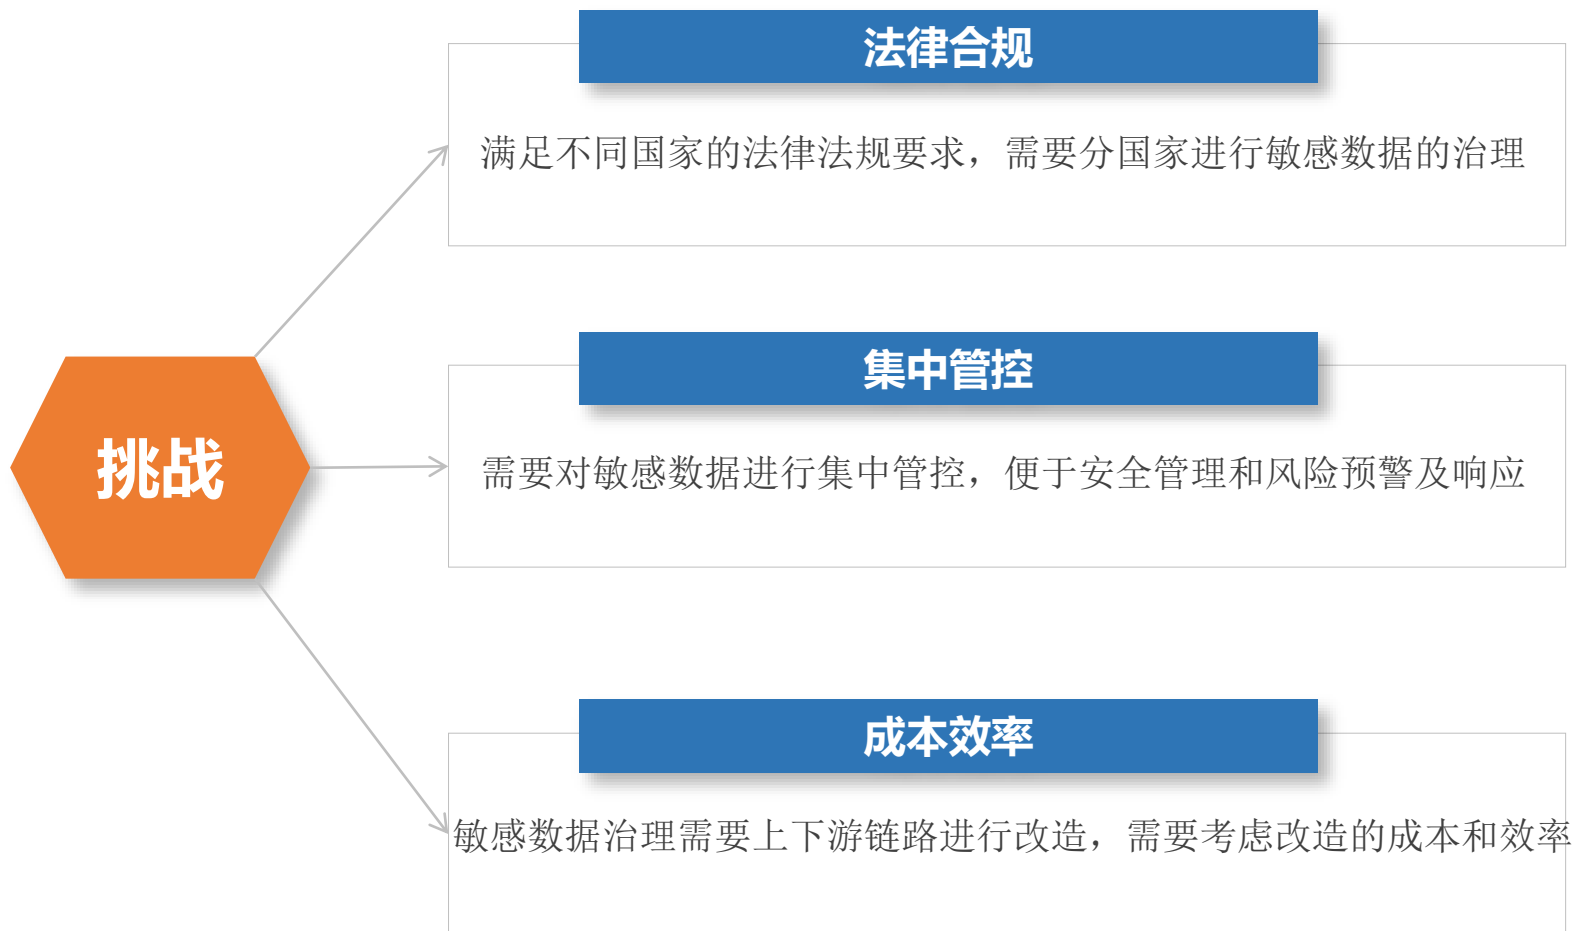 法律合规
满足不同国家的法律法规要求，需要分国家进行敏感数据的治理
挑战
集中管控
需要对敏感数据进行集中管控，便于安全管理和风险预警及响应
成本效率
敏感数据治理需要上下游链路进行改造，需要考虑改造的成本和效率